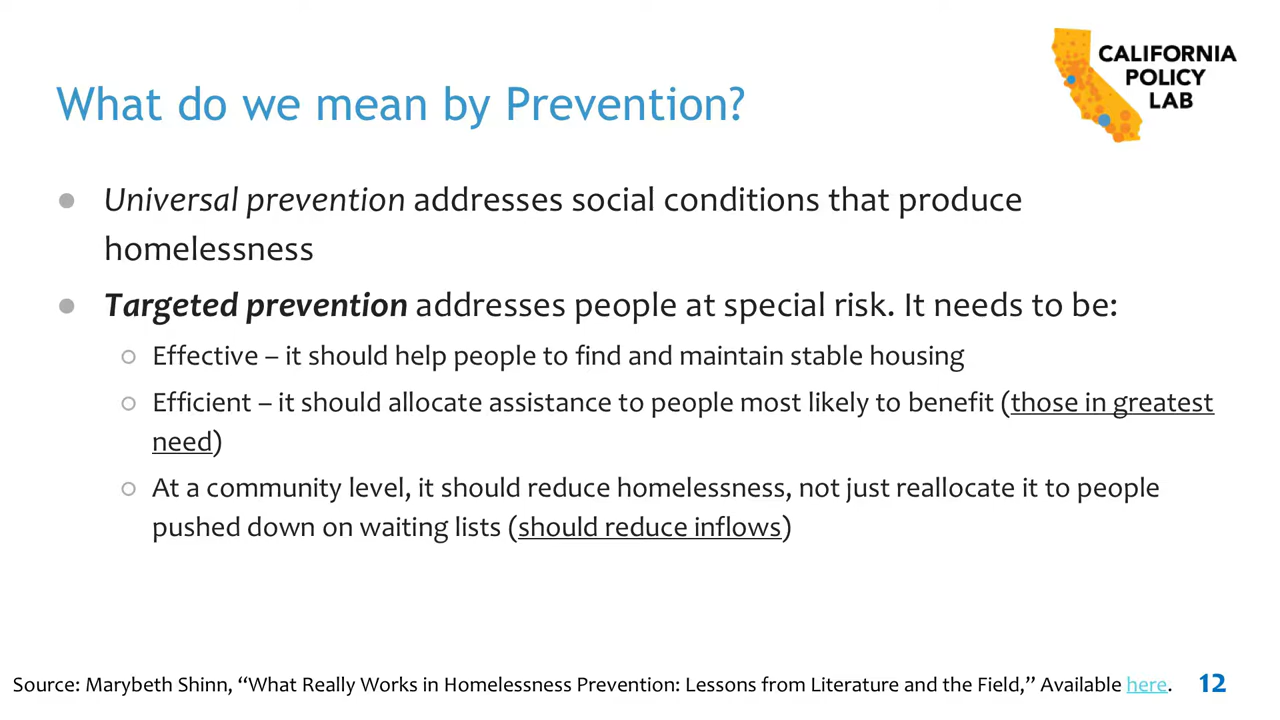 CALIFORNIA
POLICY
LAB
What do we mean by Prevention?
● Universal prevention addresses social conditions that produce
homelessness
● Targeted prevention addresses people at special risk. It needs to be:
○ Effective – it should help people to find and maintain stable housing
○ Efficient – it should allocate assistance to people most likely to benefit (those in greatest
need)
○ At a community level, it should reduce homelessness, not just reallocate it to people
pushed down on waiting lists (should reduce inflows)
Source: Marybeth Shinn, “What Really Works in Homelessness Prevention: Lessons from Literature and the Field,” Available here. 12